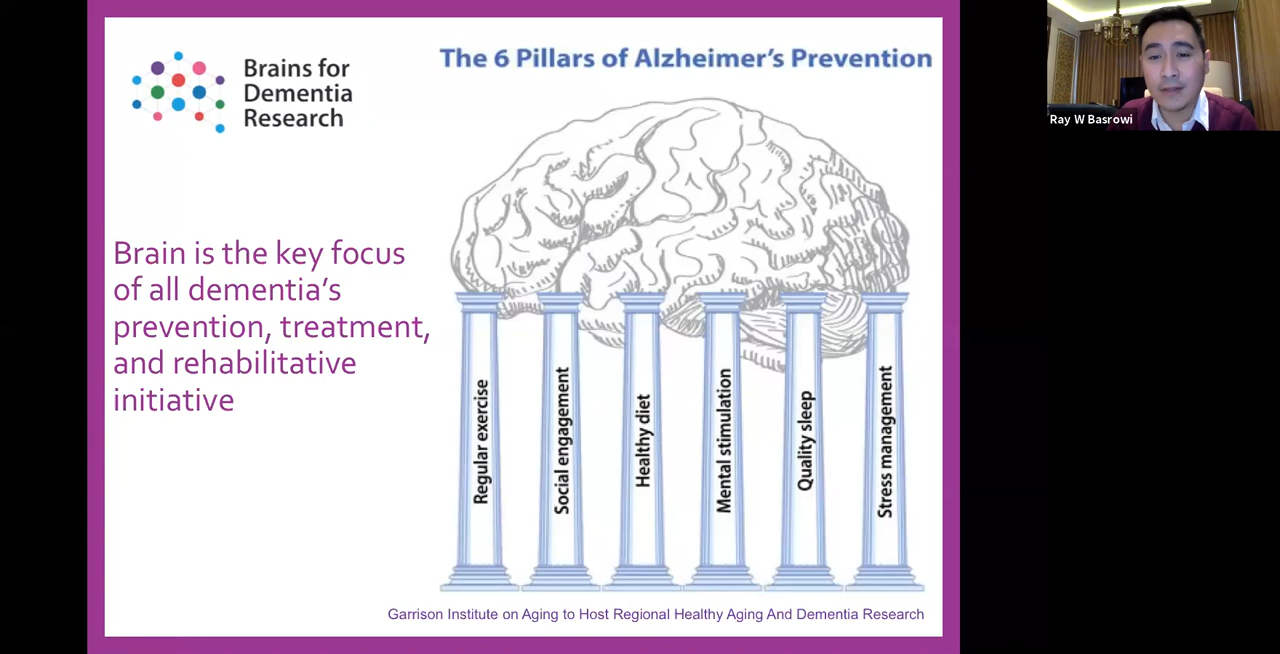 Brains for
Dementia
Research
The 6 Pillars of Alzheimer's Prevention
Brain is the key focus
of all dementia's
prevention, treatment,
and rehabilitative
initiative
Regular exercise
Social engagement
Healthy diet
Mental stimulation
Quality sleep
Stress management
Garrison Institute on Aging to Host Regional Healthy Aging And Dementia Research
Ray W Basrowi